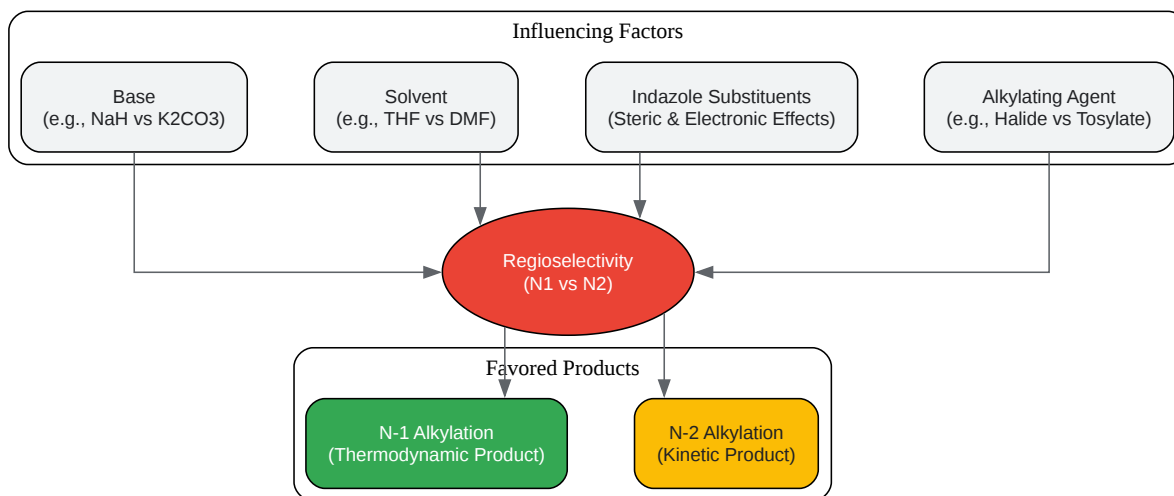 Influencing Factors
Base
(e.g., NaH vs K2CO3)
Solvent
(e.g., THF vs DMF)
Indazole Substituents
(Steric & Electronic Effects)
Alkylating Agent
(e.g., Halide vs Tosylate)
Regioselectivity
(N1 vs N2)
Favored Products
N-1 Alkylation
(Thermodynamic Product)
N-2 Alkylation
(Kinetic Product)